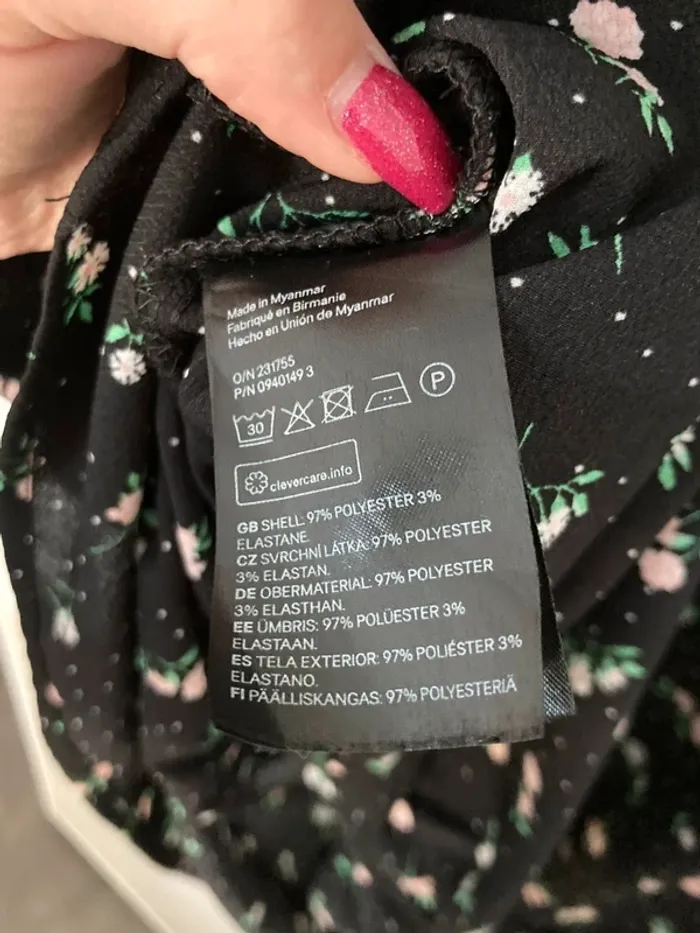 Made in Myanmar
Fabriqué en Birmanie
Hecho en Unión de Myanmar
O/N 231755
P/N 0940149 3
30
P
clevercare.info
GB SHELL: 97% POLYESTER 3%
ELASTANE.
CZ SVRCHNÍ LÁTKA: 97% POLYESTER
3% ELASTAN.
DE OBERMATERIAL: 97% POLYESTER
3% ELASTHAN.
EE ÜMBRIS: 97% POLÜESTER 3%
ELASTAAN.
ES TELA EXTERIOR: 97% POLIÉSTER 3%
ELASTANO.
FI PÄÄLLISKANGAS: 97% POLYESTERIÄ